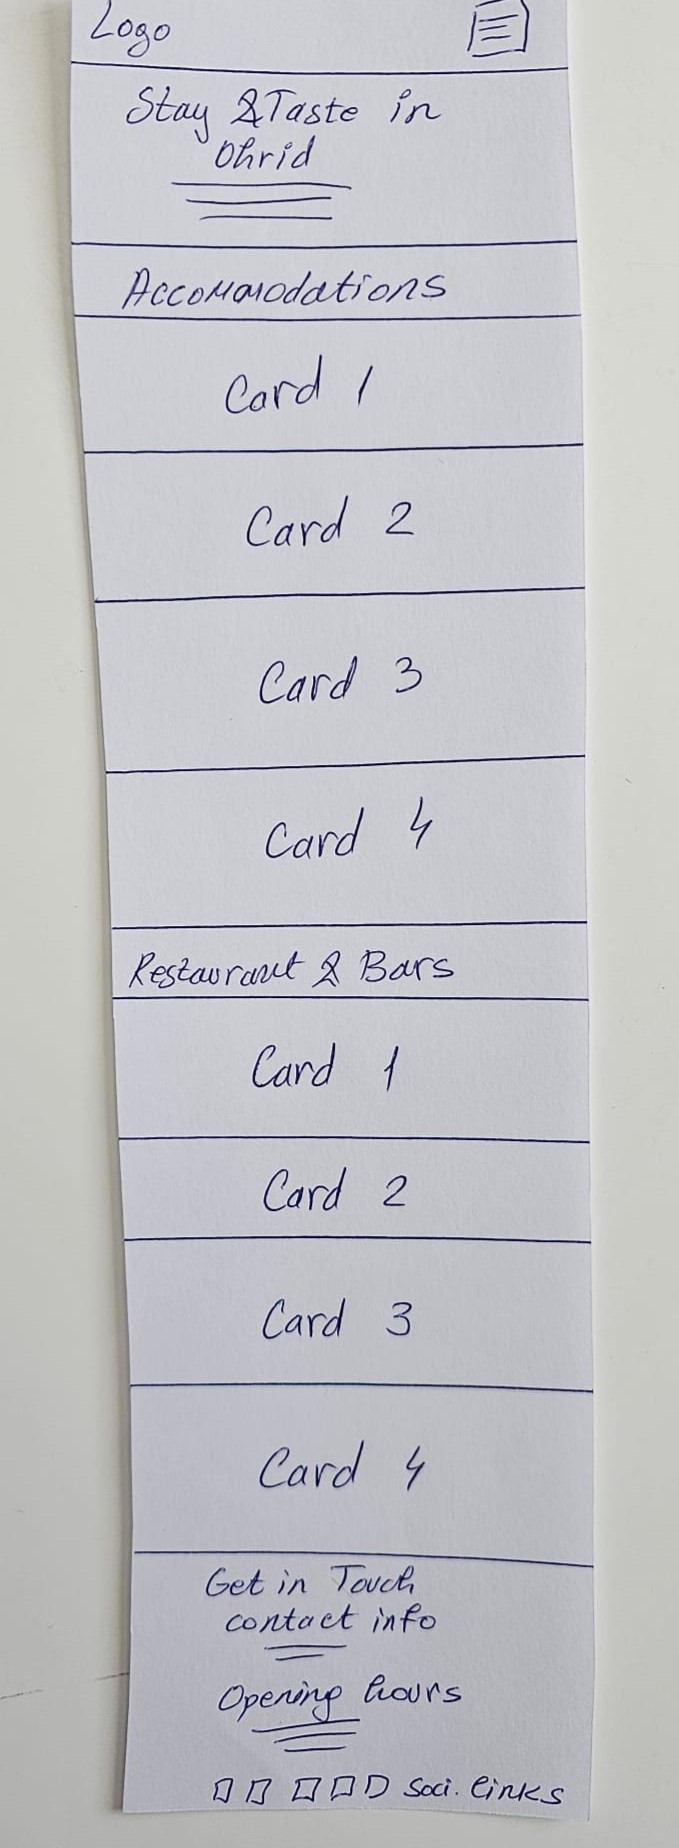 Logo
Stay & Taste in
Ohrid
Accommodations
Card 1
Card 2
Card 3
Card 4
Restaurant & Bars
Card 1
Card 2
Card 3
Card 4
Get in Touch
contact info
Opening hours
Soci. links